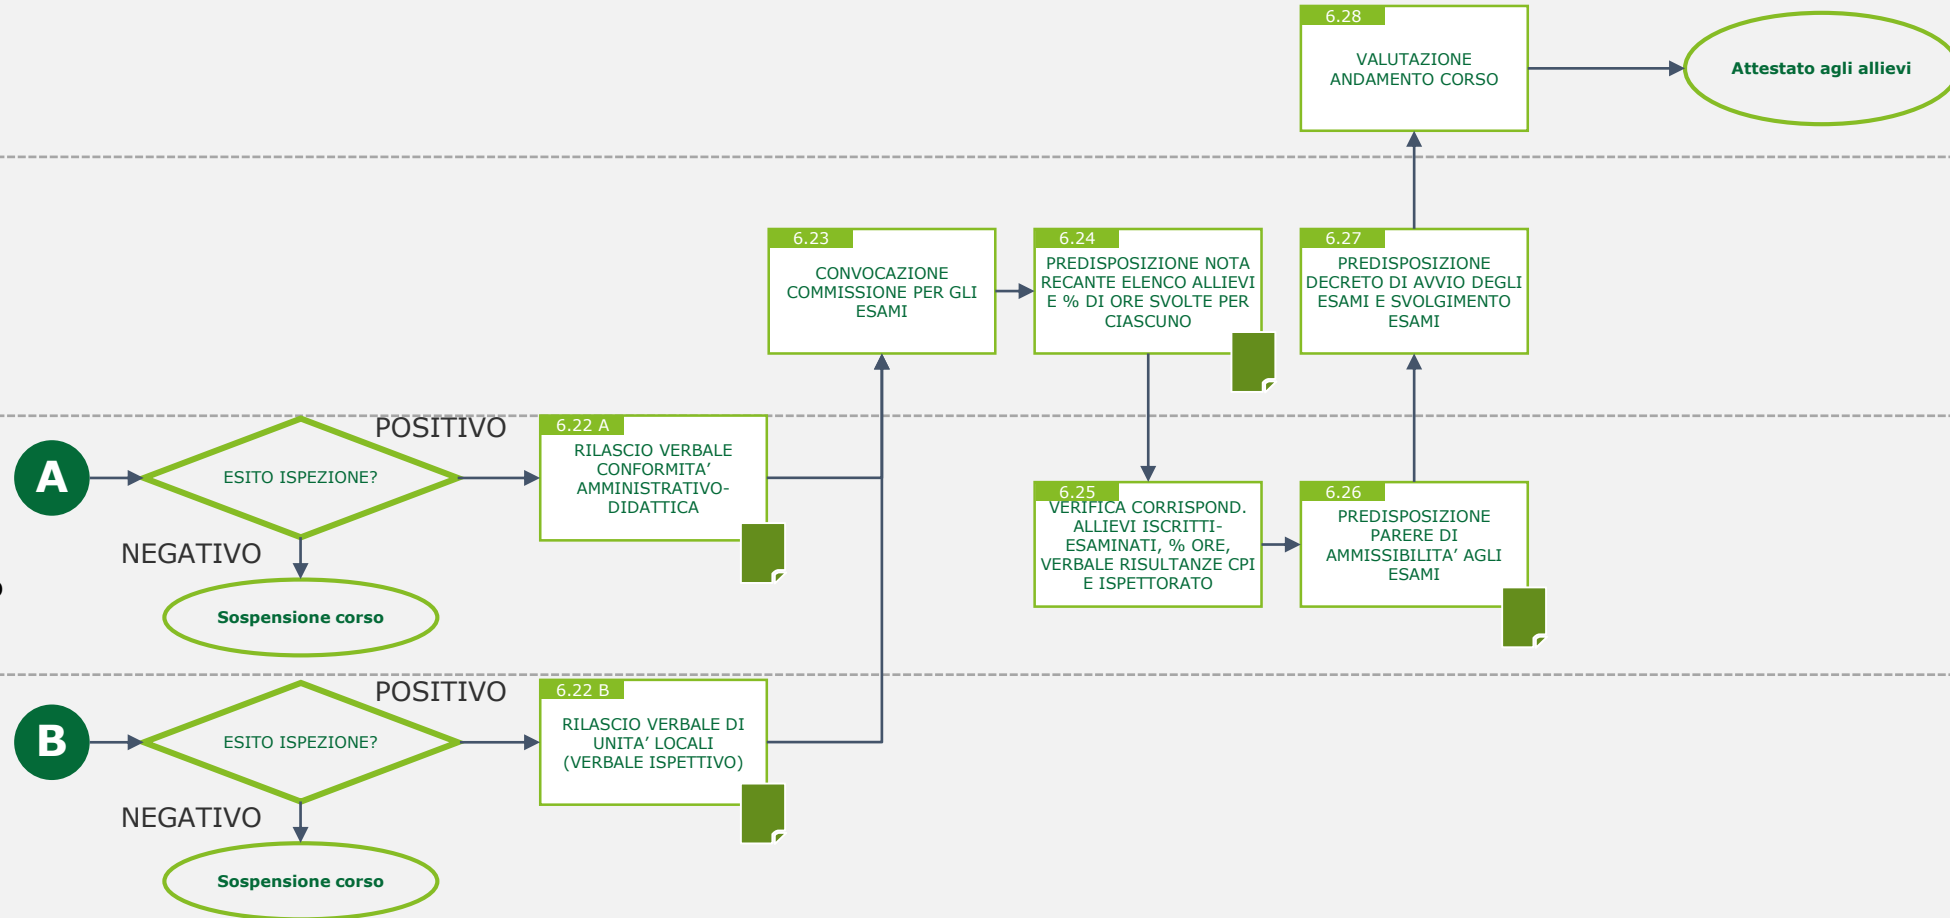 6.28
VALUTAZIONE
ANDAMENTO CORSO
Attestato agli allievi
6.23
CONVOCAZIONE
COMMISSIONE PER GLI
ESAMI
6.24
PREDISPOSIZIONE NOTA
RECANTE ELENCO ALLIEVI
E % DI ORE SVOLTE PER
CIASCUNO
6.27
PREDISPOSIZIONE
DECRETO DI AVVIO DEGLI
ESAMI E SVOLGIMENTO
ESAMI
A
ESITO ISPEZIONE?
POSITIVO
NEGATIVO
Sospensione corso
6.22 A
RILASCIO VERBALE
CONFORMITA’
AMMINISTRATIVO-
DIDATTICA
6.25
VERIFICA CORRISPOND.
ALLIEVI ISCRITTI-
ESAMINATI, % ORE,
VERBALE RISULTANZE CPI
E ISPETTORATO
6.26
PREDISPOSIZIONE
PARERE DI
AMMISSIBILITA’ AGLI
ESAMI
B
ESITO ISPEZIONE?
POSITIVO
NEGATIVO
Sospensione corso
6.22 B
RILASCIO VERBALE DI
UNITA’ LOCALI
(VERBALE ISPETTIVO)